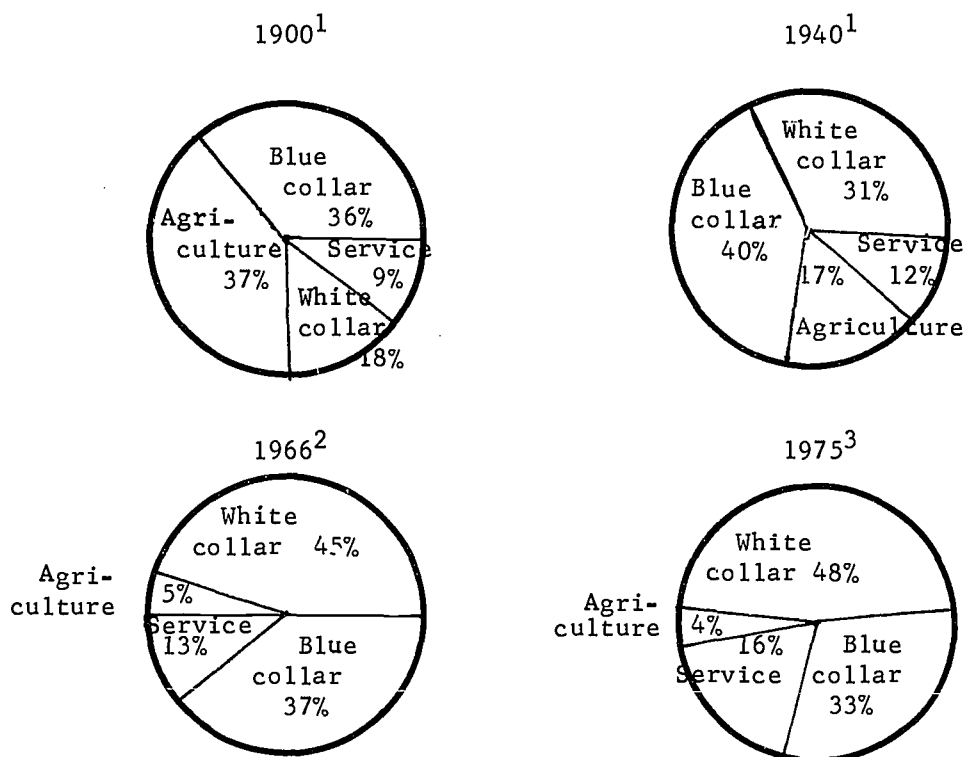 1900¹
Blue
collar
36%
Agri-
culture
37%
Service
9%
White
collar
18%
1940¹
White
collar
31%
Blue
collar
40%
Service
12%
17%
Agriculture
1966²
White
collar 45%
Agri-
culture
5%
Service
13%
Blue
collar
37%
1975³
White
collar 48%
Agri-
culture
4%
16%
Service
Blue
collar
33%